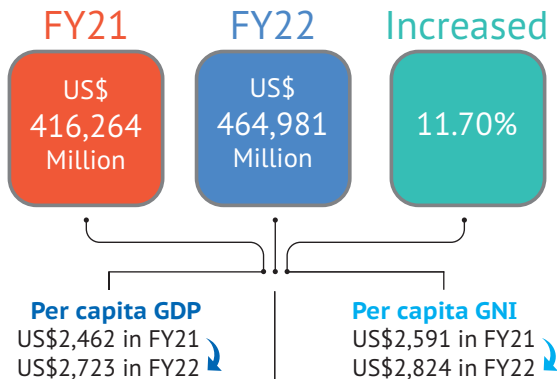 FY21
FY22
Increased
US$
416,264
Million
US$
464,981
Million
11.70%
Per capita GDP
US$2,462 in FY21
US$2,723 in FY22
Per capita GNI
US$2,591 in FY21
US$2,824 in FY22